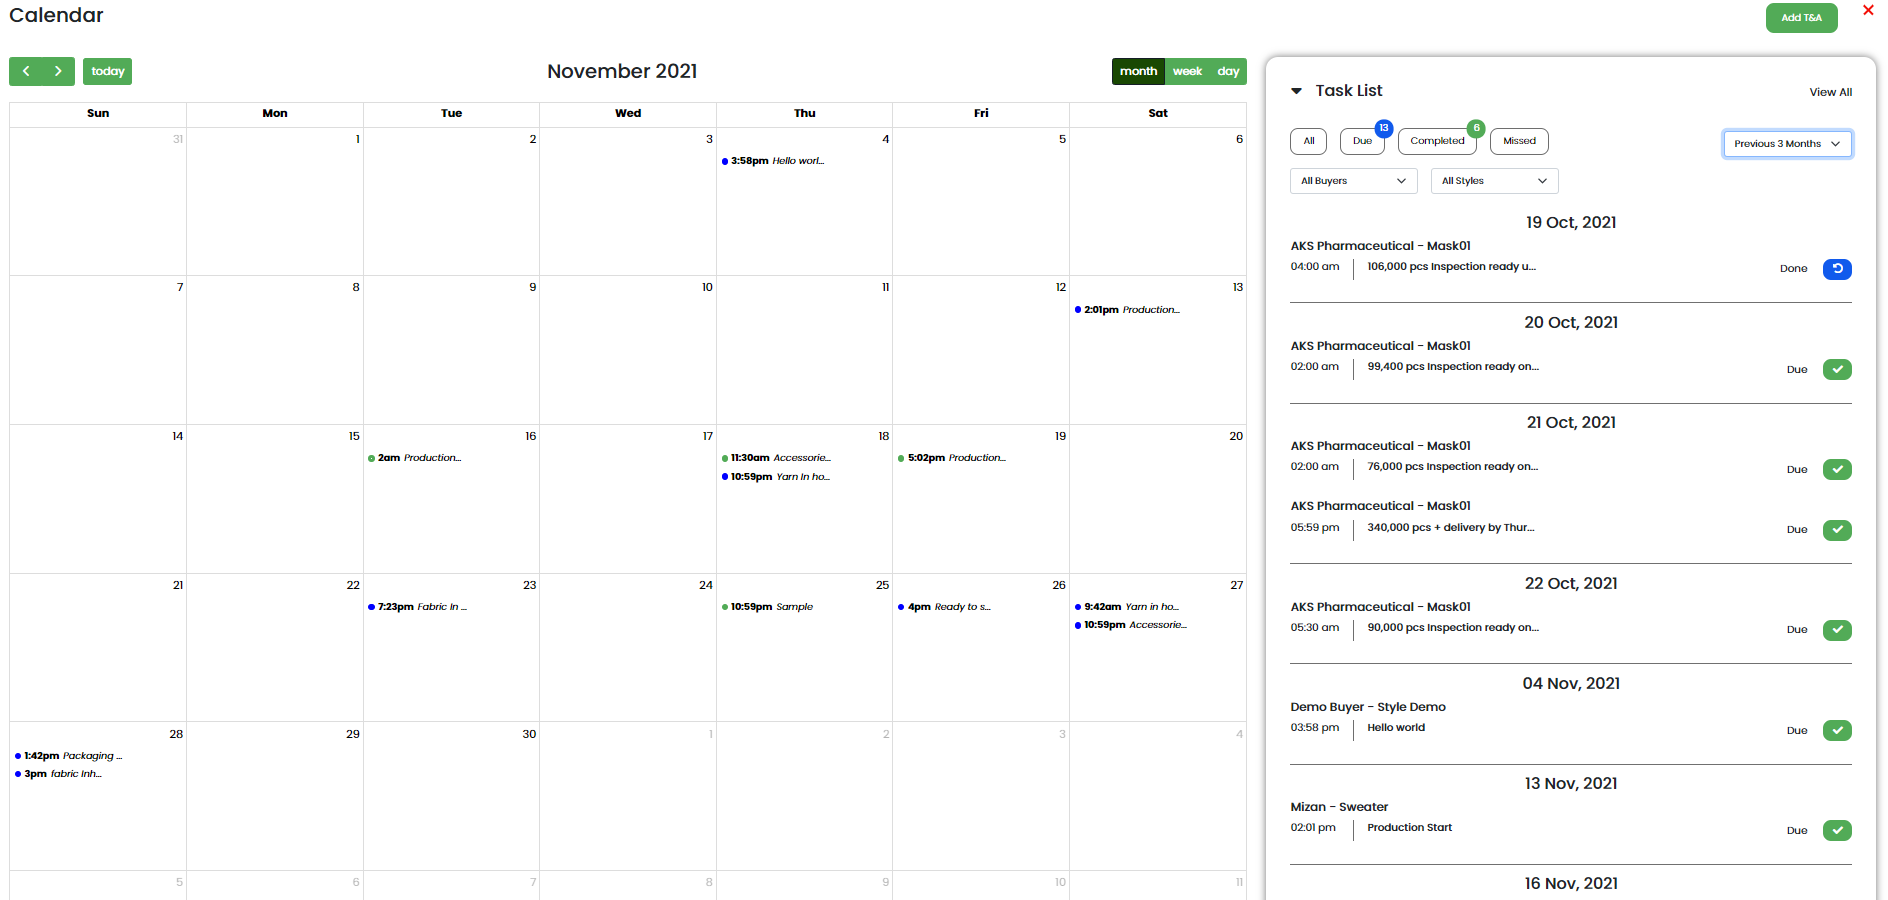 Calendar
Add T&A
today
November 2021
month week day
Sun Mon Tue Wed Thu Fri Sat
31 1 2 3 4 5 6
3:58pm Hello worl...
7 8 9 10 11 12 13
2:01pm Production...
14 15 16 17 18 19 20
2am Production...
11:30am Accessorie...
10:59pm Yarn In ho...
5:02pm Production...
21 22 23 24 25 26 27
7:23pm Fabric In ...
10:59pm Sample
4pm Ready to s...
9:42am Yarn in ho...
10:59pm Accessorie...
28 29 30 1 2 3 4
1:42pm Packaging ...
3pm fabric Inh...
5 6 7 8 9 10 11
Task List
View All
All
Due 13
Completed 6
Missed
Previous 3 Months
All Buyers
All Styles
19 Oct, 2021
AKS Pharmaceutical - Mask01
04:00 am 106,000 pcs Inspection ready u...
Done
20 Oct, 2021
AKS Pharmaceutical - Mask01
02:00 am 99,400 pcs Inspection ready on...
Due
21 Oct, 2021
AKS Pharmaceutical - Mask01
02:00 am 76,000 pcs Inspection ready on...
Due
AKS Pharmaceutical - Mask01
05:59 pm 340,000 pcs + delivery by Thur...
Due
22 Oct, 2021
AKS Pharmaceutical - Mask01
05:30 am 90,000 pcs Inspection ready on...
Due
04 Nov, 2021
Demo Buyer - Style Demo
03:58 pm Hello world
Due
13 Nov, 2021
Mizan - Sweater
02:01 pm Production Start
Due
16 Nov, 2021